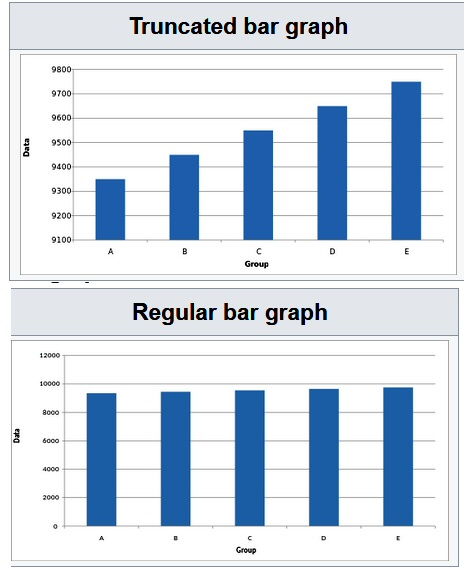 Truncated bar graph
9800
9700
9600
9500
9400
9300
9200
9100
Data
A B C D E
Group
Regular bar graph
12000
10000
8000
6000
4000
2000
0
Data
A B C D E
Group